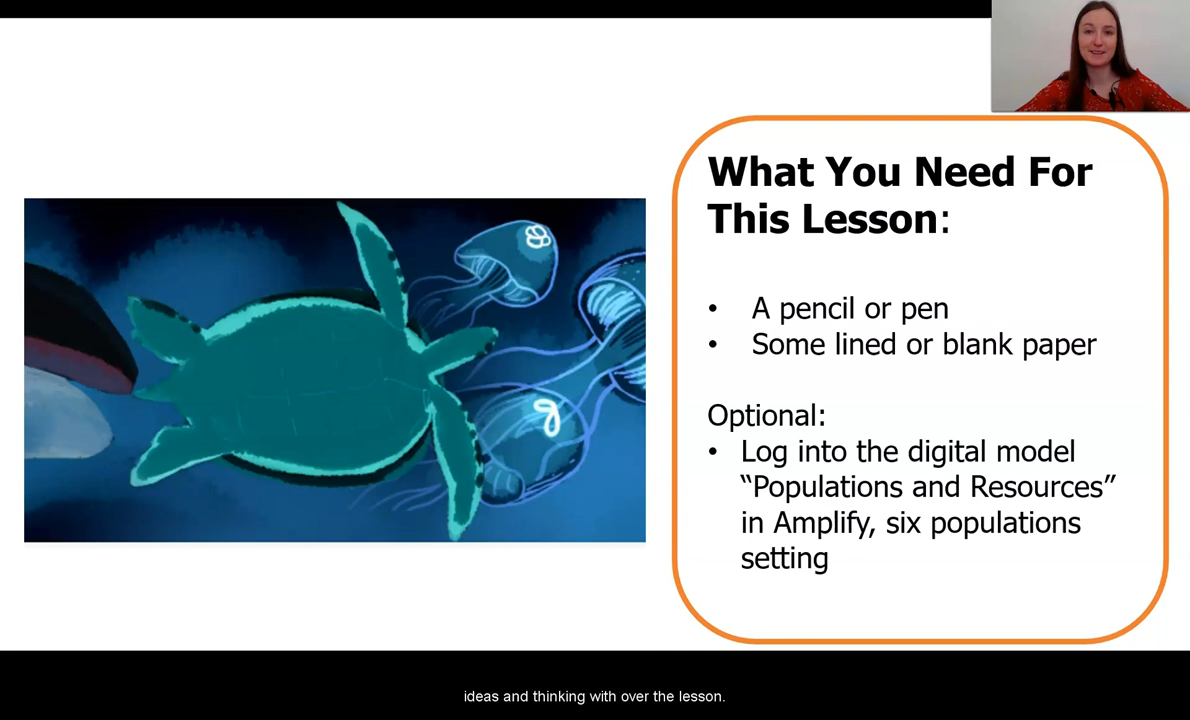 What You Need For
This Lesson:
• A pencil or pen
• Some lined or blank paper
Optional:
• Log into the digital model
“Populations and Resources”
in Amplify, six populations
setting
ideas and thinking with over the lesson.